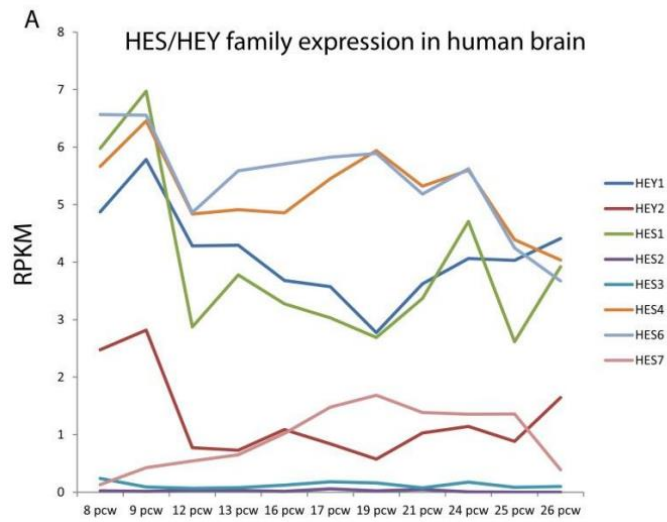 A
HES/HEY family expression in human brain
8
7
6
5
4
3
2
1
0
RPKM
8 pcw 9 pcw 12 pcw 13 pcw 16 pcw 17 pcw 19 pcw 21 pcw 24 pcw 25 pcw 26 pcw
HEY1
HEY2
HES1
HES2
HES3
HES4
HES6
HES7